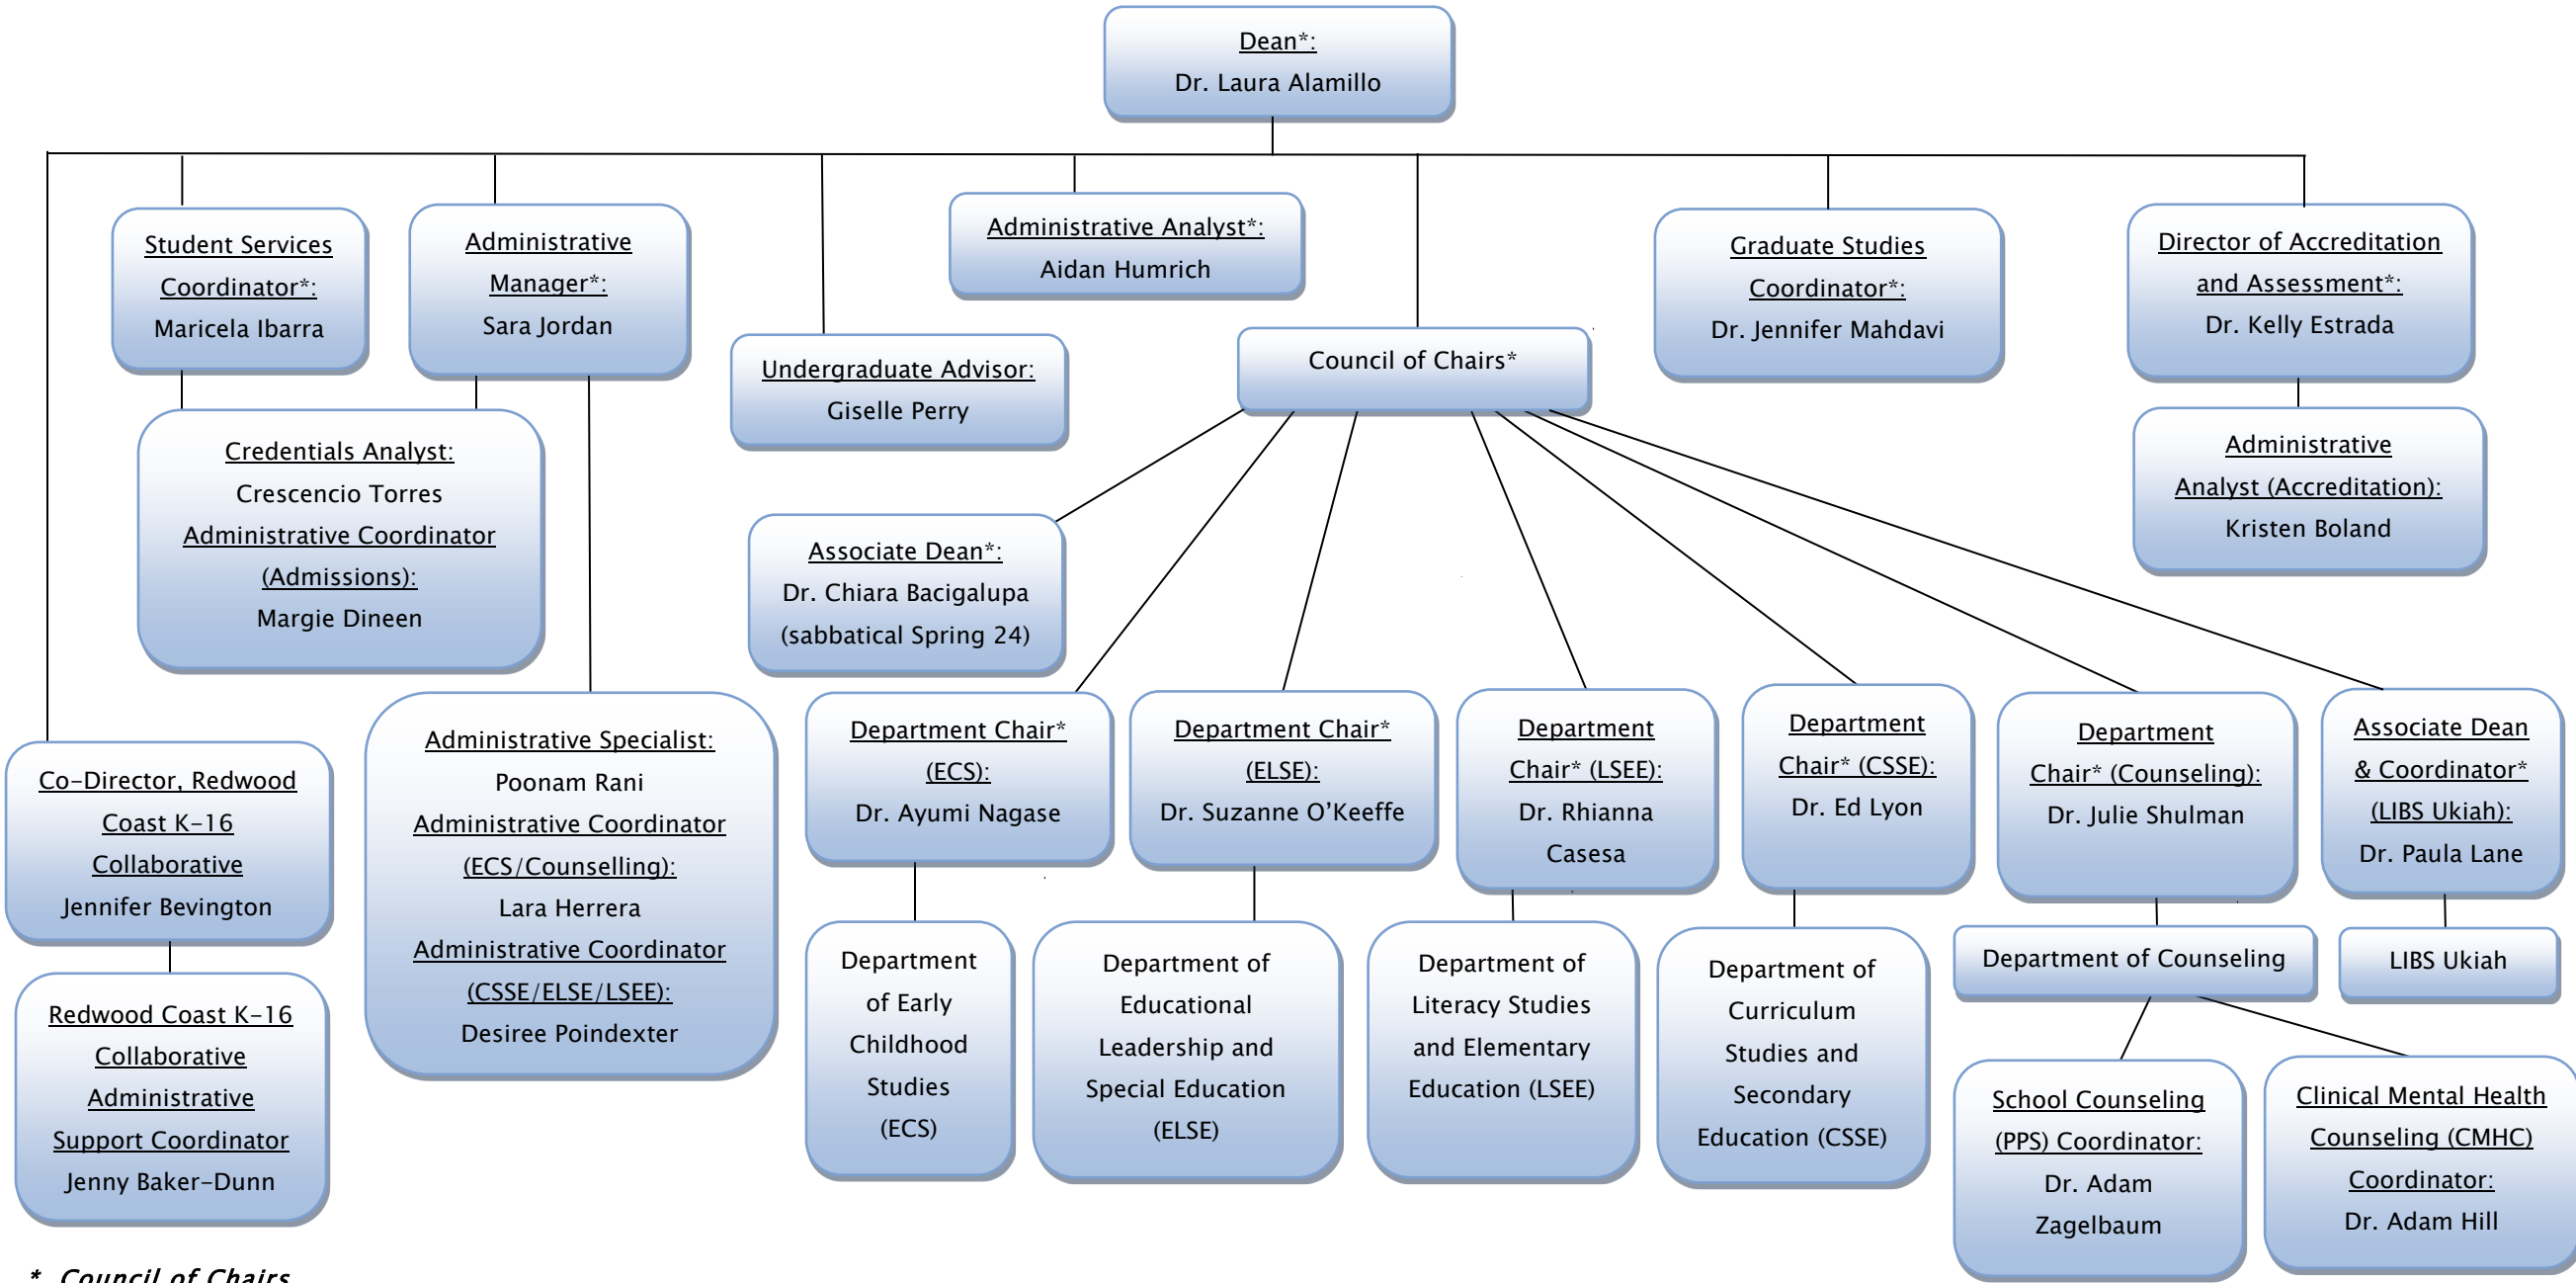 Dean*:
Dr. Laura Alamillo
Student Services
Coordinator*:
Maricela Ibarra
Administrative
Manager*:
Sara Jordan
Undergraduate Advisor:
Giselle Perry
Administrative Analyst*:
Aidan Humrich
Council of Chairs*
Graduate Studies
Coordinator*:
Dr. Jennifer Mahdavi
Director of Accreditation
and Assessment*:
Dr. Kelly Estrada
Administrative
Analyst (Accreditation):
Kristen Boland
Credentials Analyst:
Crescencio Torres
Administrative Coordinator
(Admissions):
Margie Dineen
Associate Dean*:
Dr. Chiara Bacigalupa
(sabbatical Spring 24)
Co-Director, Redwood
Coast K-16
Collaborative
Jennifer Bevington
Administrative Specialist:
Poonam Rani
Administrative Coordinator
(ECS/Counselling):
Lara Herrera
Administrative Coordinator
(CSSE/ELSE/LSEE):
Desiree Poindexter
Department Chair*
(ECS):
Dr. Ayumi Nagase
Department Chair*
(ELSE):
Dr. Suzanne O’Keeffe
Department
Chair* (LSEE):
Dr. Rhianna
Casesa
Department
Chair* (CSSE):
Dr. Ed Lyon
Department
Chair* (Counseling):
Dr. Julie Shulman
Associate Dean
& Coordinator*
(LIBS Ukiah):
Dr. Paula Lane
Redwood Coast K-16
Collaborative
Administrative
Support Coordinator
Jenny Baker-Dunn
Department
of Early
Childhood
Studies
(ECS)
Department of
Educational
Leadership and
Special Education
(ELSE)
Department of
Literacy Studies
and Elementary
Education (LSEE)
Department of
Curriculum
Studies and
Secondary
Education (CSSE)
Department of Counseling
LIBS Ukiah
School Counseling
(PPS) Coordinator:
Dr. Adam
Zagelbaum
Clinical Mental Health
Counseling (CMHC)
Coordinator:
Dr. Adam Hill
* Council of Chairs